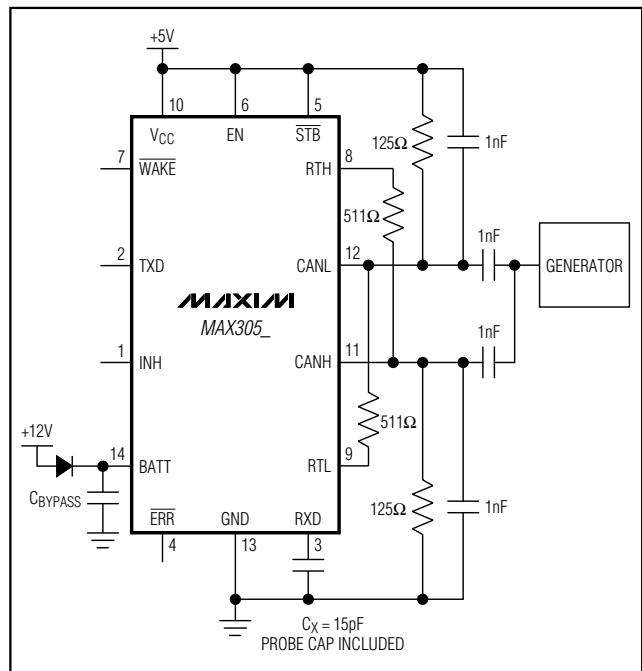 +5V
10
6
5
VCC
EN
STB
125Ω
1nF
7
WAKE
RTH
8
511Ω
1nF
2
TXD
CANL
12
GENERATOR
MAXIM
MAX305_
1nF
1
INH
CANH
11
511Ω
+12V
14
BATT
RTL
9
125Ω
1nF
CBYPASS
ERR
GND
RXD
4
13
3
CX = 15pF
PROBE CAP INCLUDED